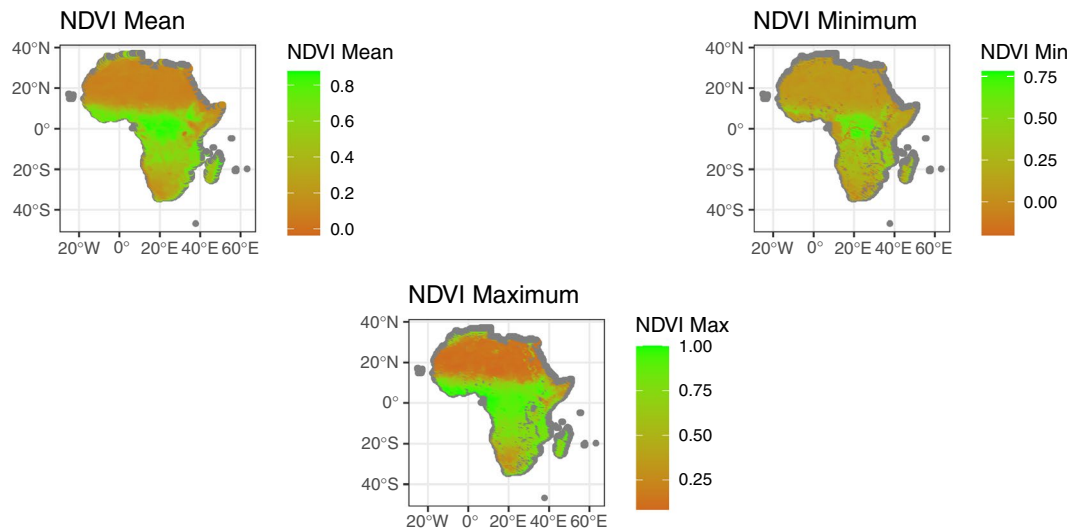 NDVI Mean
40°N
20°N
0°
20°S
40°S
20°W 0° 20°E 40°E 60°E
NDVI Mean
0.8
0.6
0.4
0.2
0.0
NDVI Minimum
40°N
20°N
0°
20°S
40°S
20°W 0° 20°E 40°E 60°E
NDVI Min
0.75
0.50
0.25
0.00
NDVI Maximum
40°N
20°N
0°
20°S
40°S
20°W 0° 20°E 40°E 60°E
NDVI Max
1.00
0.75
0.50
0.25